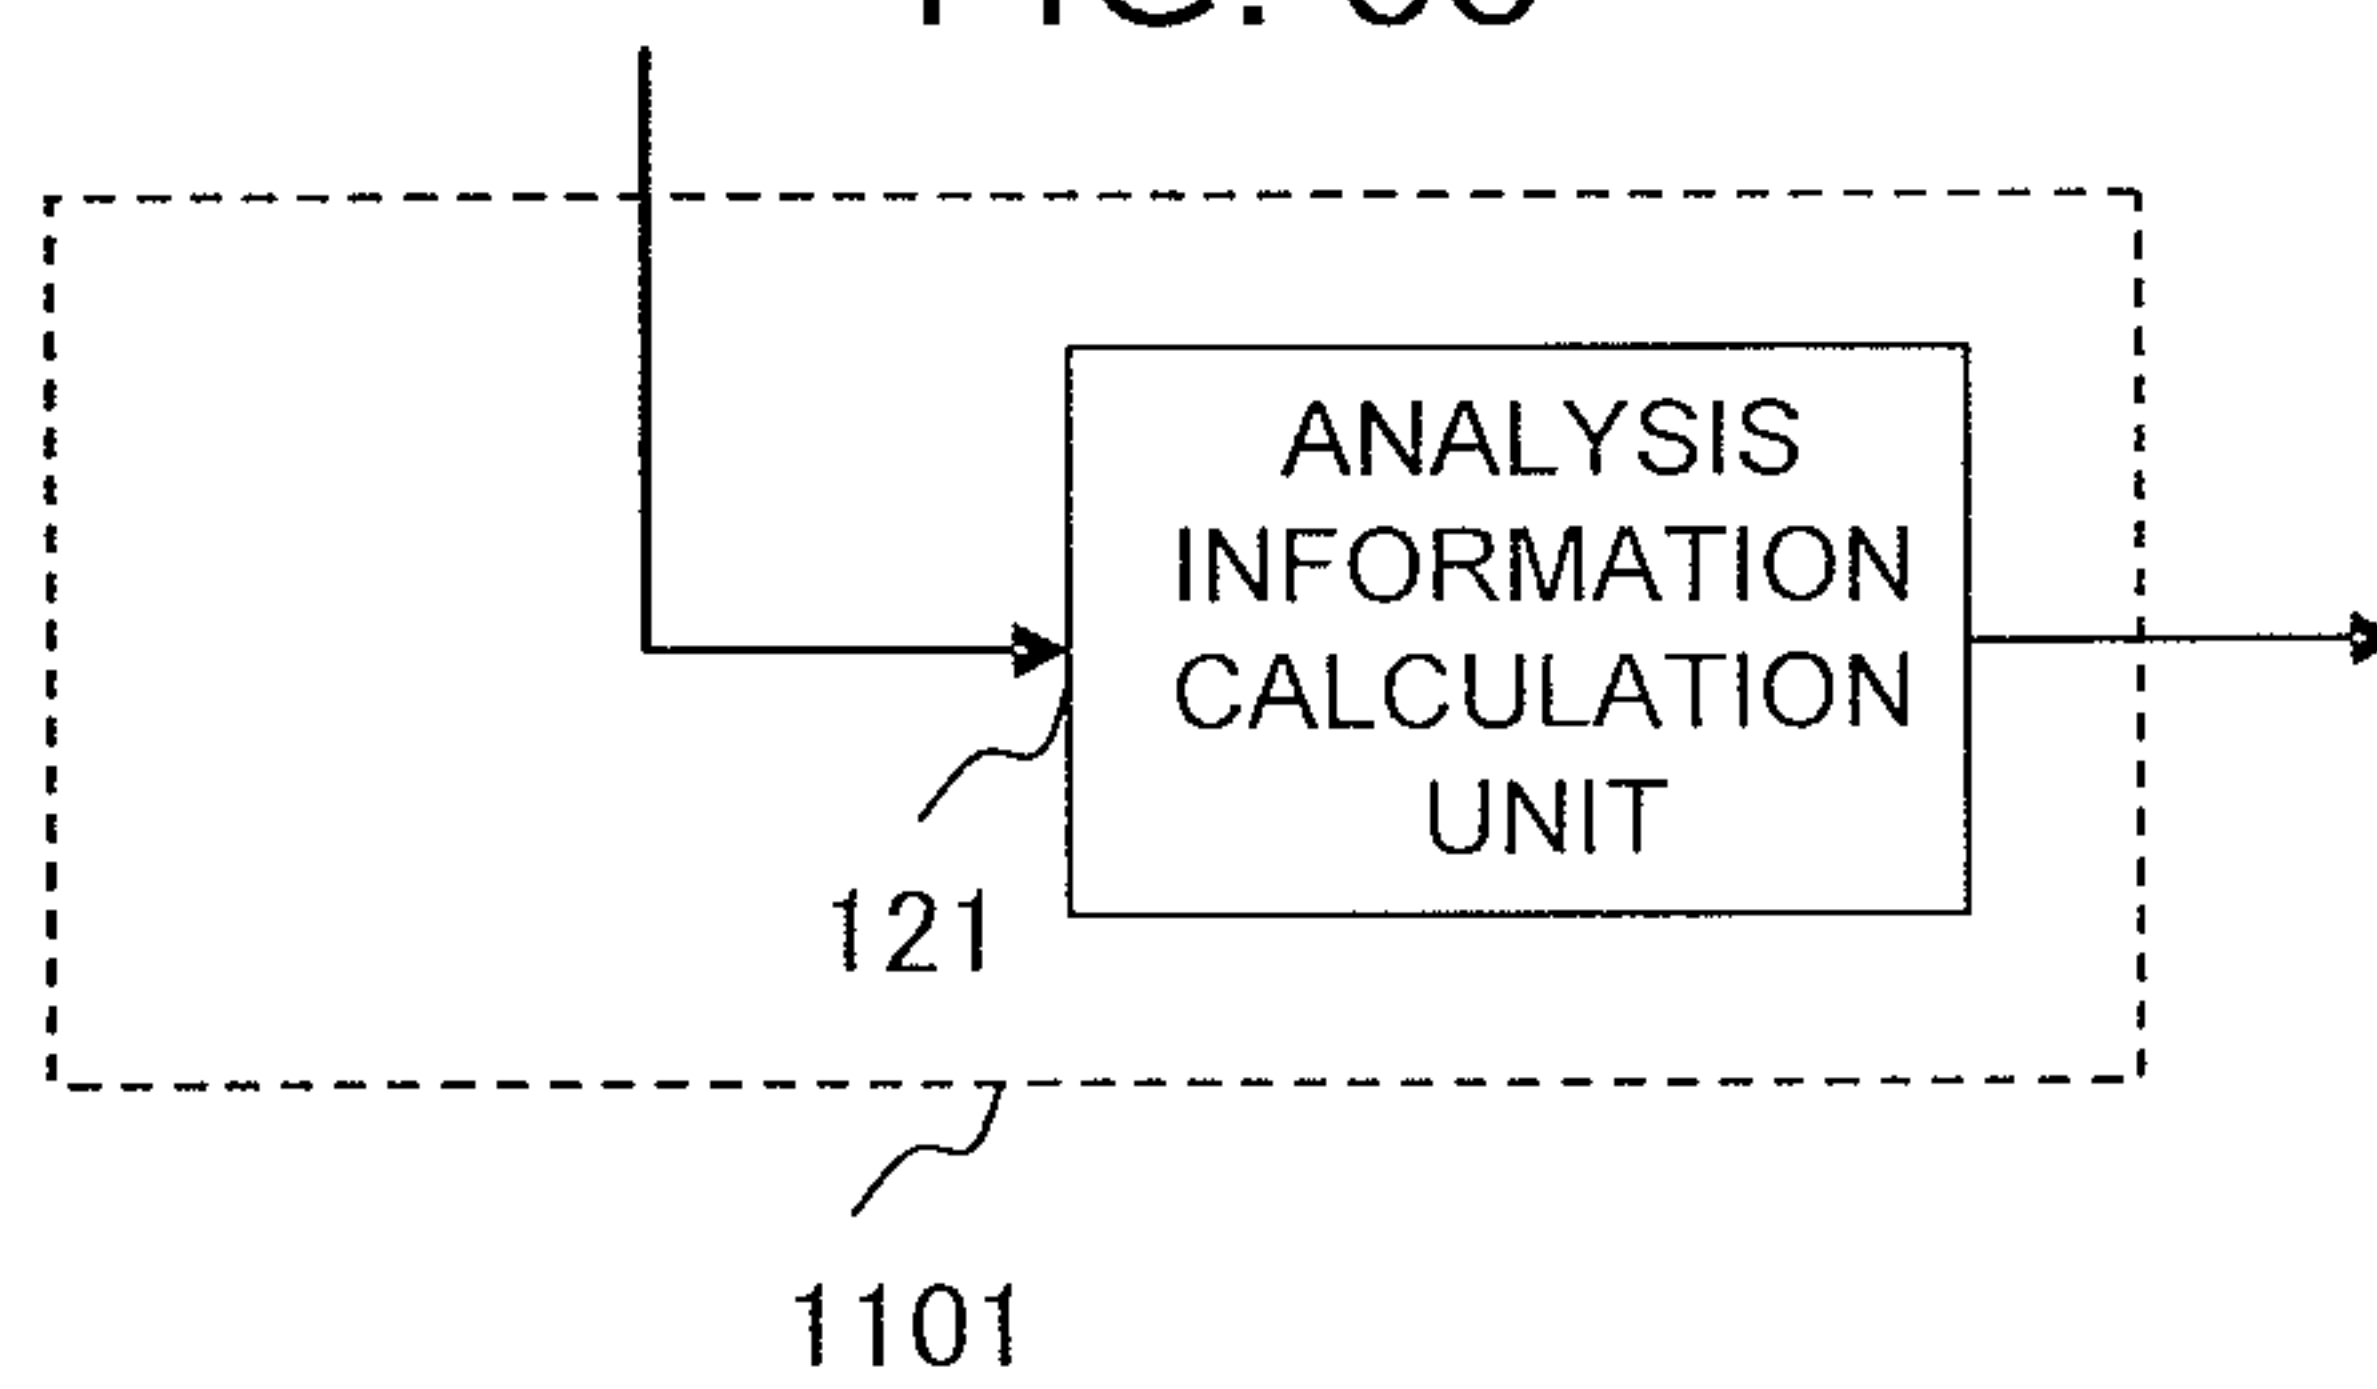 ANALYSIS
INFORMATION
CALCULATION
UNIT
121
1101